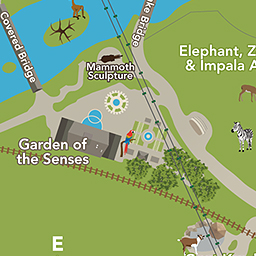 Covered Bridge
ke Bridge
Elephant, Z
& Impala A
Mammoth
Sculpture
Garden of
the Senses
E